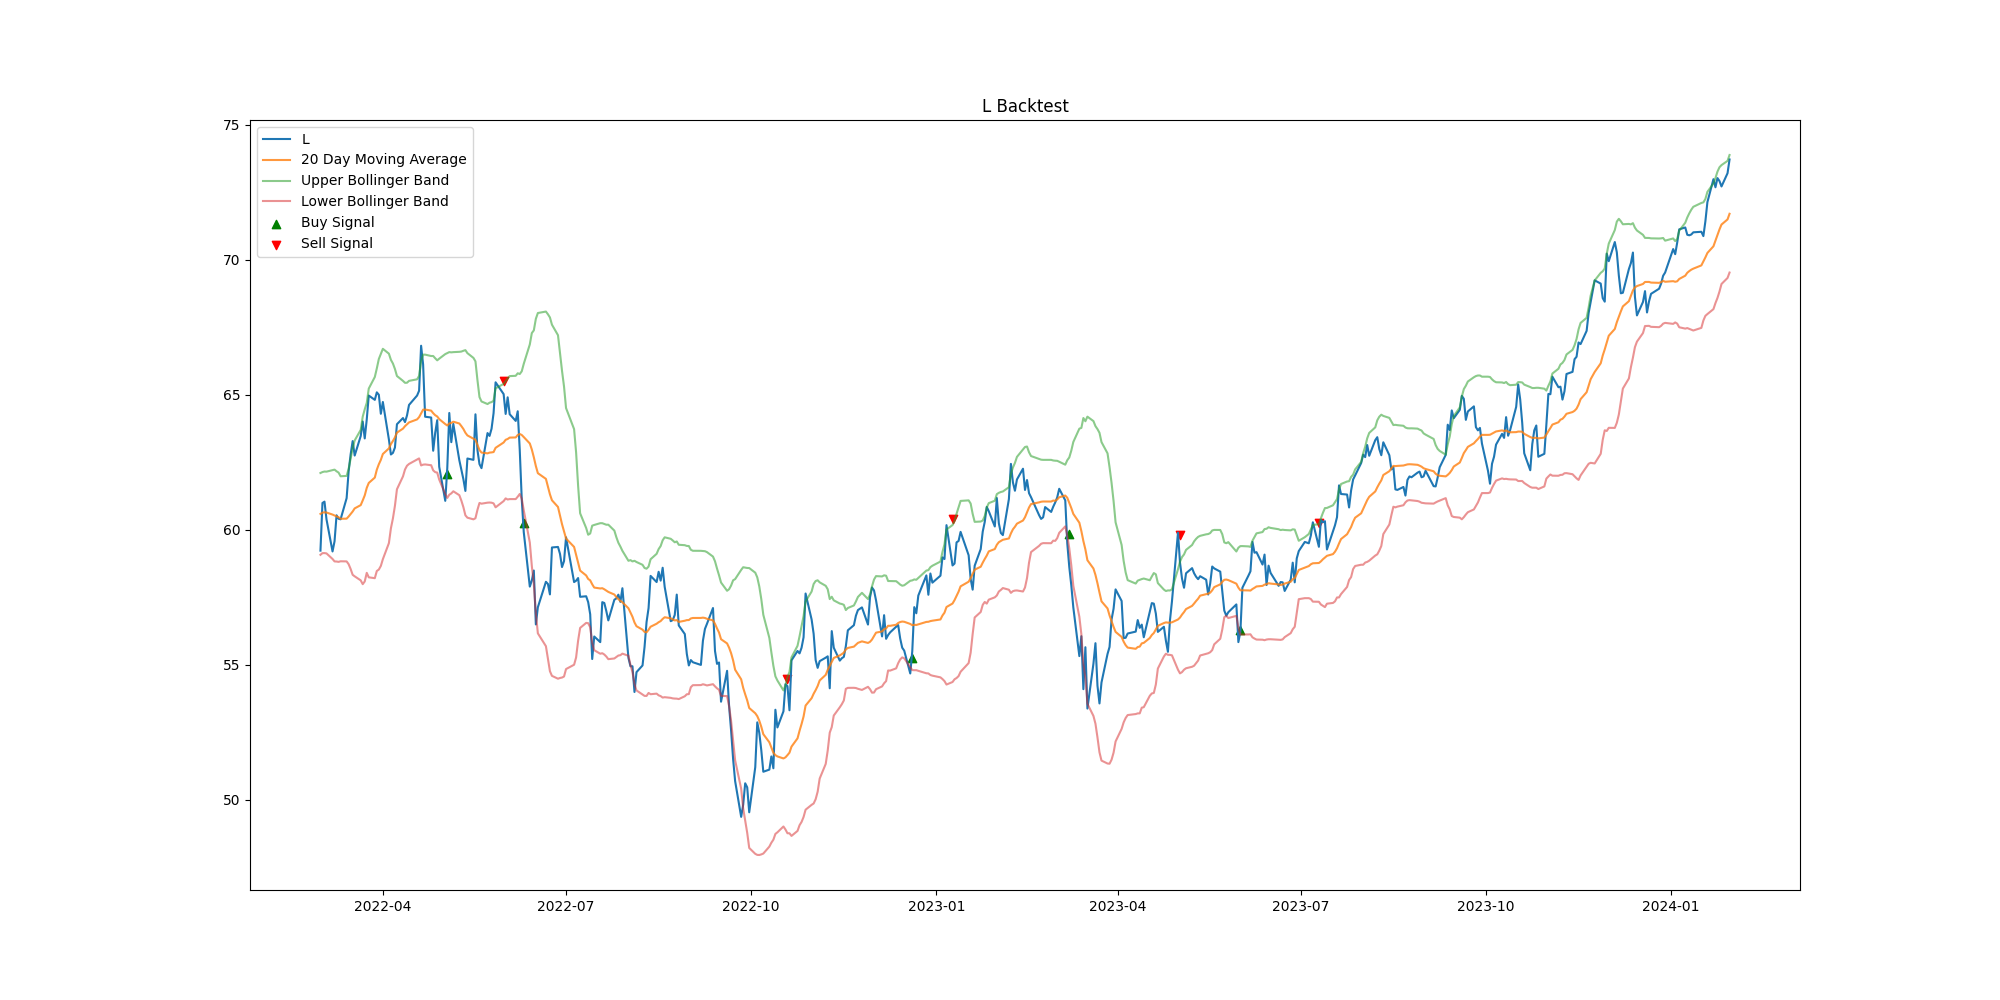 L Backtest
75
70
65
60
55
50
L
20 Day Moving Average
Upper Bollinger Band
Lower Bollinger Band
Buy Signal
Sell Signal
2022-04
2022-07
2022-10
2023-01
2023-04
2023-07
2023-10
2024-01